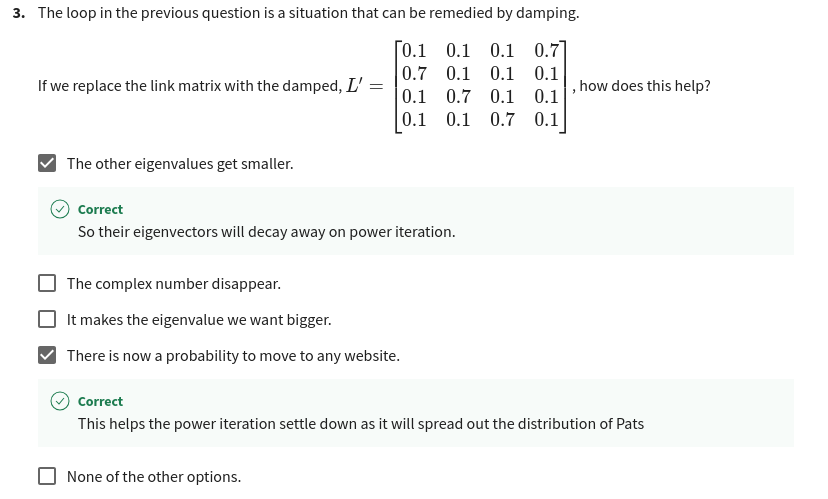 3. The loop in the previous question is a situation that can be remedied by damping.
0.1 0.1 0.1 0.7
0.7 0.1 0.1 0.1
If we replace the link matrix with the damped, L′ = , how does this help?
0.1 0.7 0.1 0.1
0.1 0.1 0.7 0.1
The other eigenvalues get smaller.
Correct
So their eigenvectors will decay away on power iteration.
The complex number disappear.
It makes the eigenvalue we want bigger.
There is now a probability to move to any website.
Correct
This helps the power iteration settle down as it will spread out the distribution of Pats
None of the other options.